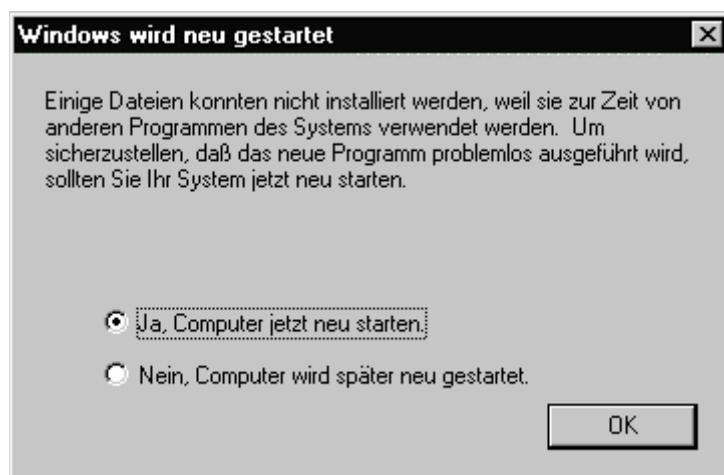 Windows wird neu gestartet
Einige Dateien konnten nicht installiert werden, weil sie zur Zeit von
anderen Programmen des Systems verwendet werden. Um
sicherzustellen, daß das neue Programm problemlos ausgeführt wird,
sollten Sie Ihr System jetzt neu starten.
Ja, Computer jetzt neu starten.
Nein, Computer wird später neu gestartet.
OK